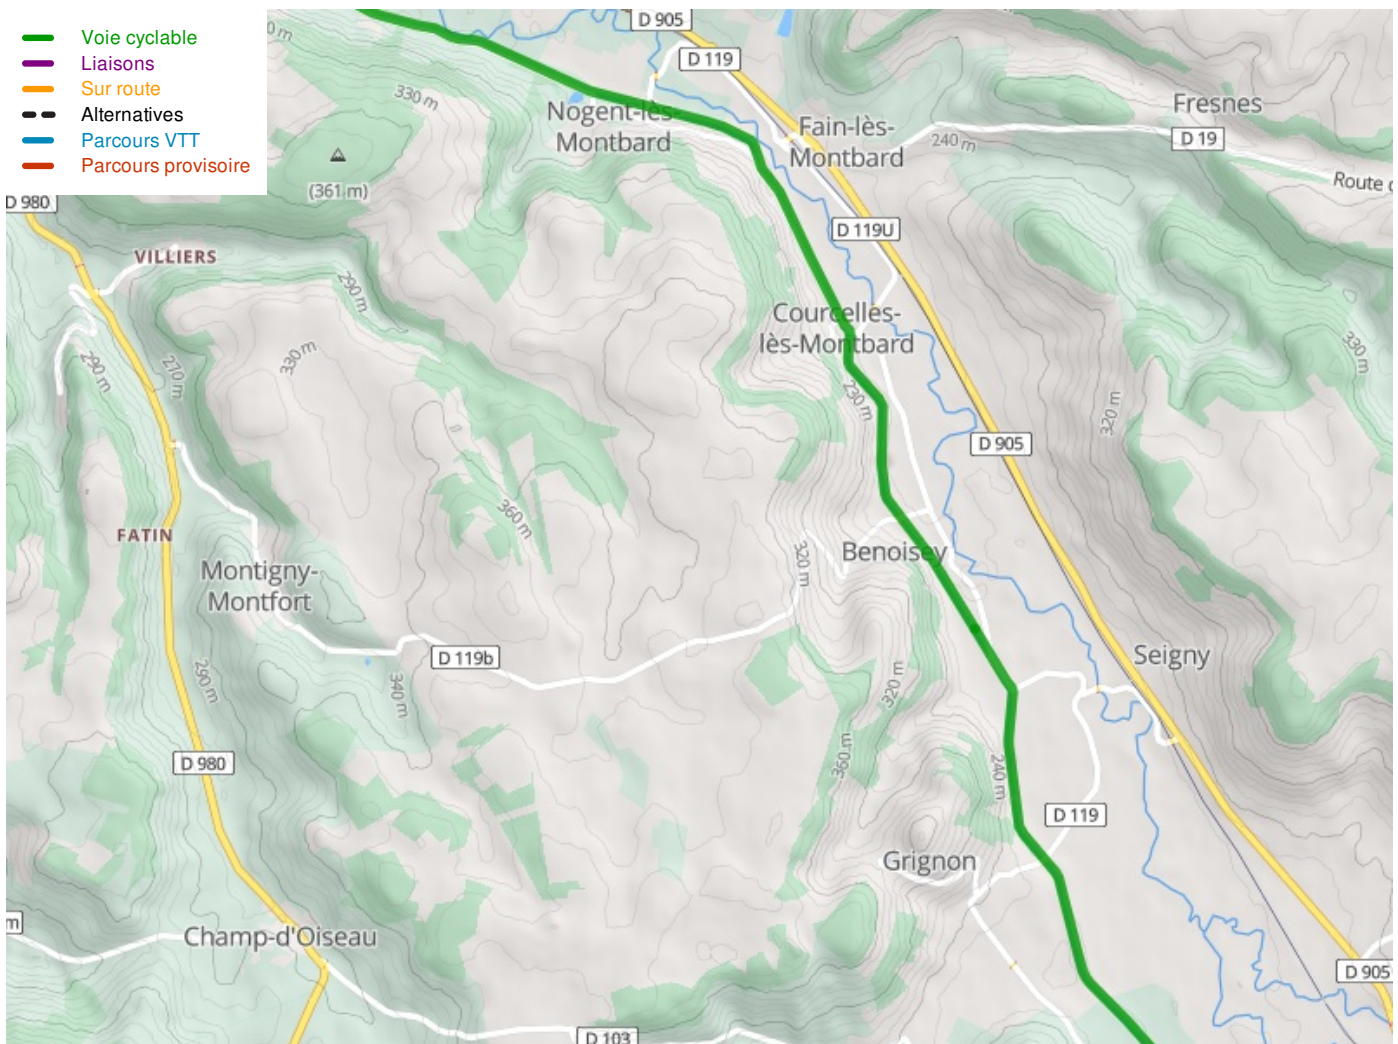 Voie cyclable
Liaisons
Sur route
Alternatives
Parcours VTT
Parcours provisoire
D 905
D 119
330 m
Nogent-lès-
Montbard
Fain-lès-
Montbard
Fresnes
240 m
D 19
Route
(361 m)
D 980
D 119U
VILLIERS
290 m
Courcelles-
lès-Montbard
330 m
270 m
290 m
330 m
230 m
320 m
D 905
360 m
FATIN
Benoisey
320 m
Montigny-
Montfort
D 119b
Seigny
290 m
340 m
320 m
360 m
D 980
240 m
D 119
Grignon
Champ-d'Oiseau
D 905
D 103